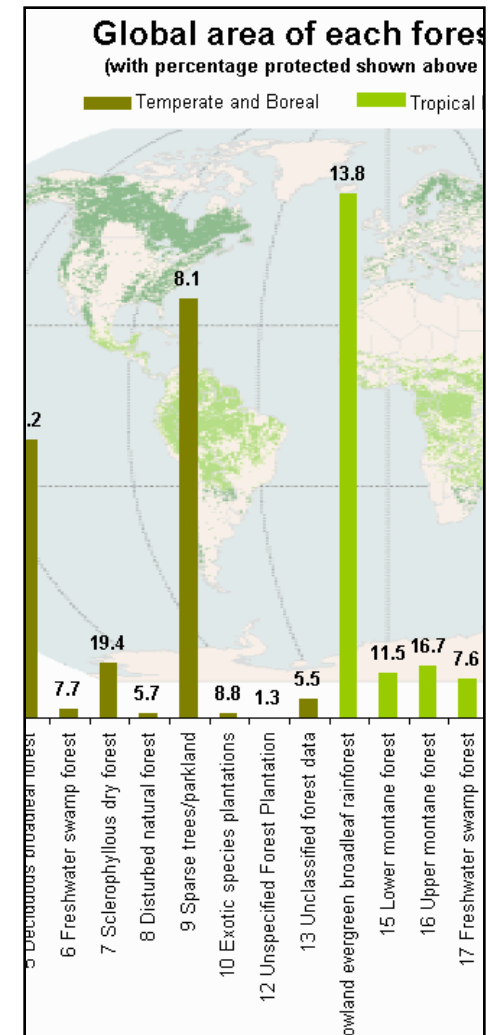 Global area of each fores
(with percentage protected shown above
Temperate and Boreal
Tropical
13.8
8.1
.2
19.4
7.7
5.7
8.8
1.3
5.5
11.5
16.7
7.6
5 Deciduous broadleaf forest
6 Freshwater swamp forest
7 Sclerophyllous dry forest
8 Disturbed natural forest
9 Sparse trees/parkland
10 Exotic species plantations
12 Unspecified Forest Plantation
13 Unclassified forest data
owland evergreen broadleaf rainforest
15 Lower montane forest
16 Upper montane forest
17 Freshwater swamp forest